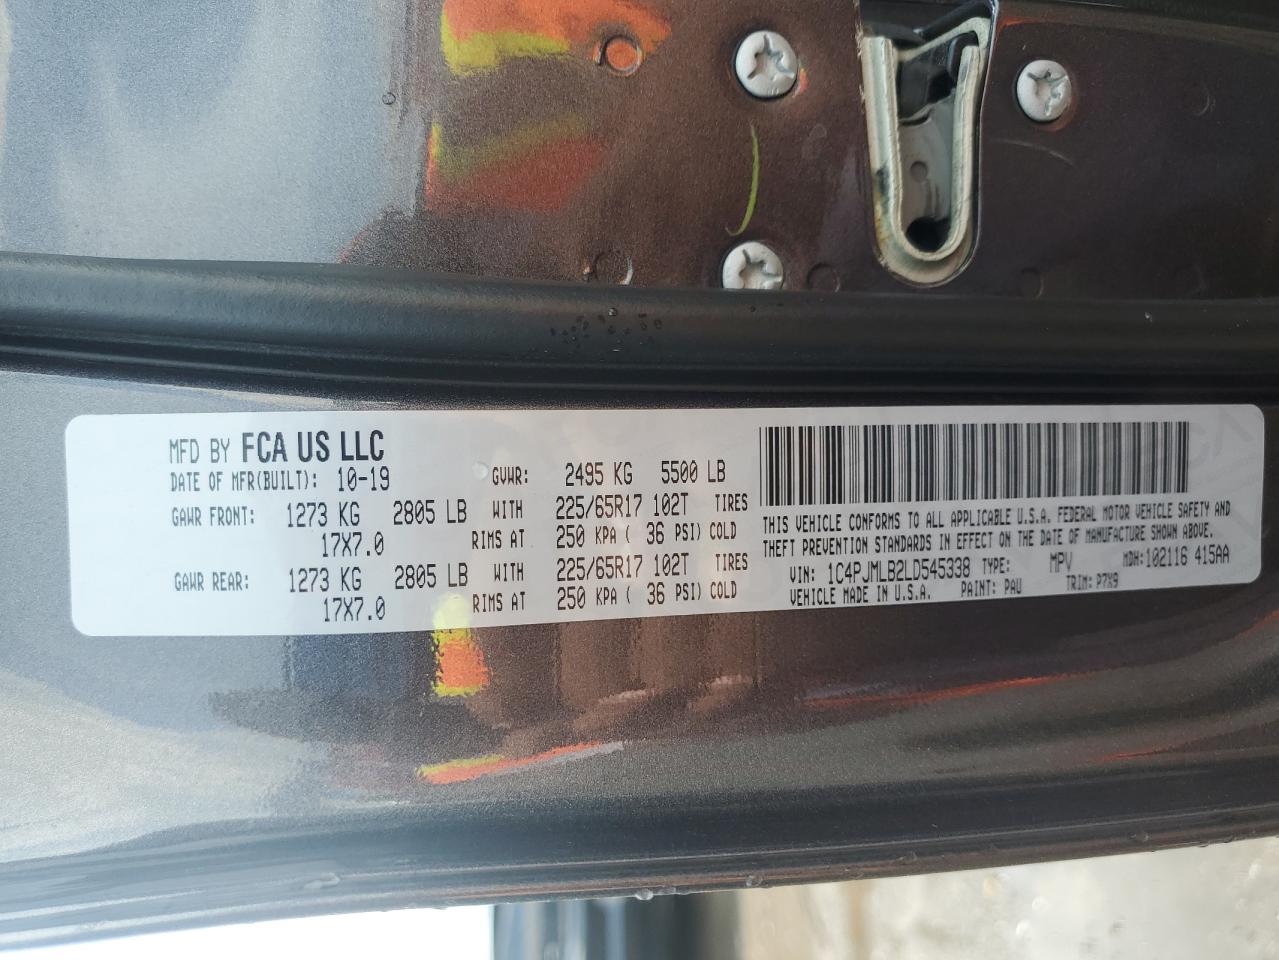 MFD BY FCA US LLC
DATE OF MFR(BUILT): 10-19 GVWR: 2495 KG 5500 LB
GAWR FRONT: 1273 KG 2805 LB WITH 225/65R17 102T TIRES
17X7.0 RIMS AT 250 KPA ( 36 PSI) COLD
GAWR REAR: 1273 KG 2805 LB WITH 225/65R17 102T TIRES
17X7.0 RIMS AT 250 KPA ( 36 PSI) COLD
THIS VEHICLE CONFORMS TO ALL APPLICABLE U.S.A. FEDERAL MOTOR VEHICLE SAFETY AND
THEFT PREVENTION STANDARDS IN EFFECT ON THE DATE OF MANUFACTURE SHOWN ABOVE.
VIN: 1C4PJMLB2LD545338 TYPE: MPV MDH:102116 415AA
VEHICLE MADE IN U.S.A. PAINT: PAU TRIM: P7X9